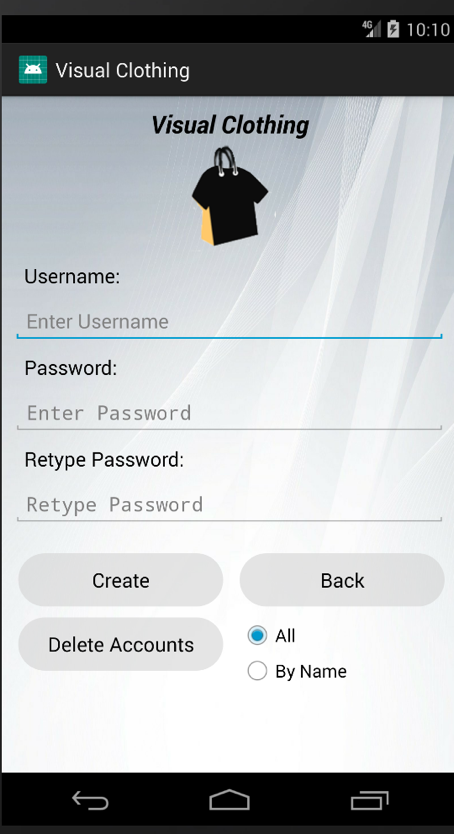 4G 10:10
Visual Clothing
Visual Clothing
Username:
Enter Username
Password:
Enter Password
Retype Password:
Retype Password
Create Back
Delete Accounts All
By Name